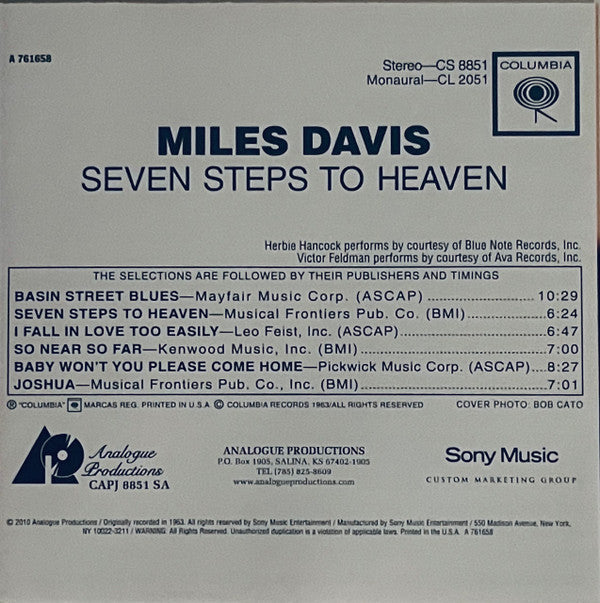 A 761658
Stereo—CS 8851
Monaural—CL 2051
COLUMBIA
MILES DAVIS
SEVEN STEPS TO HEAVEN
Herbie Hancock performs by courtesy of Blue Note Records, Inc.
Victor Feldman performs by courtesy of Ava Records, Inc.
THE SELECTIONS ARE FOLLOWED BY THEIR PUBLISHERS AND TIMINGS
BASIN STREET BLUES—Mayfair Music Corp. (ASCAP) .................... 10:29
SEVEN STEPS TO HEAVEN—Musical Frontiers Pub. Co. (BMI) ............... 6:24
I FALL IN LOVE TOO EASILY—Leo Feist, Inc. (ASCAP) ......................... 6:47
SO NEAR SO FAR—Kenwood Music, Inc. (BMI) ................................ 7:00
BABY WON'T YOU PLEASE COME HOME—Pickwick Music Corp. (ASCAP)....8:27
JOSHUA—Musical Frontiers Pub. Co., Inc. (BMI) ................................ 7:01
® "COLUMBIA" MARCAS REG. PRINTED IN U.S.A. © COLUMBIA RECORDS 1963/ALL RIGHTS RESERVED COVER PHOTO: BOB CATO
Analogue
Productions
CAPJ 8851 SA
ANALOGUE PRODUCTIONS
P.O. Box 1905, SALINA, KS 67402-1905
TEL (785) 825-8609
www.analogueproductions.com
Sony Music
CUSTOM MARKETING GROUP
© 2010 Analogue Productions / Originally recorded in 1963. All rights reserved by Sony Music Entertainment / Manufactured by Sony Music Entertainment / 550 Madison Avenue, New York,
NY 10022-3211 / WARNING: All Rights Reserved. Unauthorized duplication is a violation of applicable laws. Printed in the U.S.A. A 761658